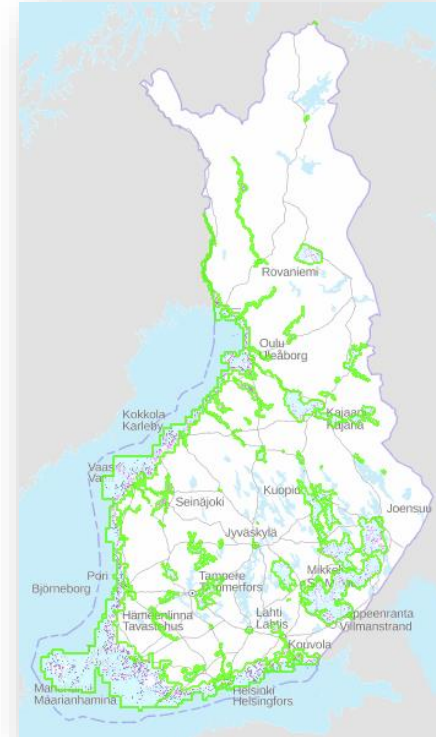 Rovaniemi
Oulu
Uleåborg
Kokkola
Karleby
Kajaani
Kajana
Vaasa
Seinäjoki
Kuopio
Joensuu
Jyväskylä
Pori
Björneborg
Tampere
Tammerfors
Mikkeli
Hämeenlinna
Tavastehus
Lahti
Lahtis
Lappeenranta
Villmanstrand
Kouvola
Maarianhamina
Helsinki
Helsingfors